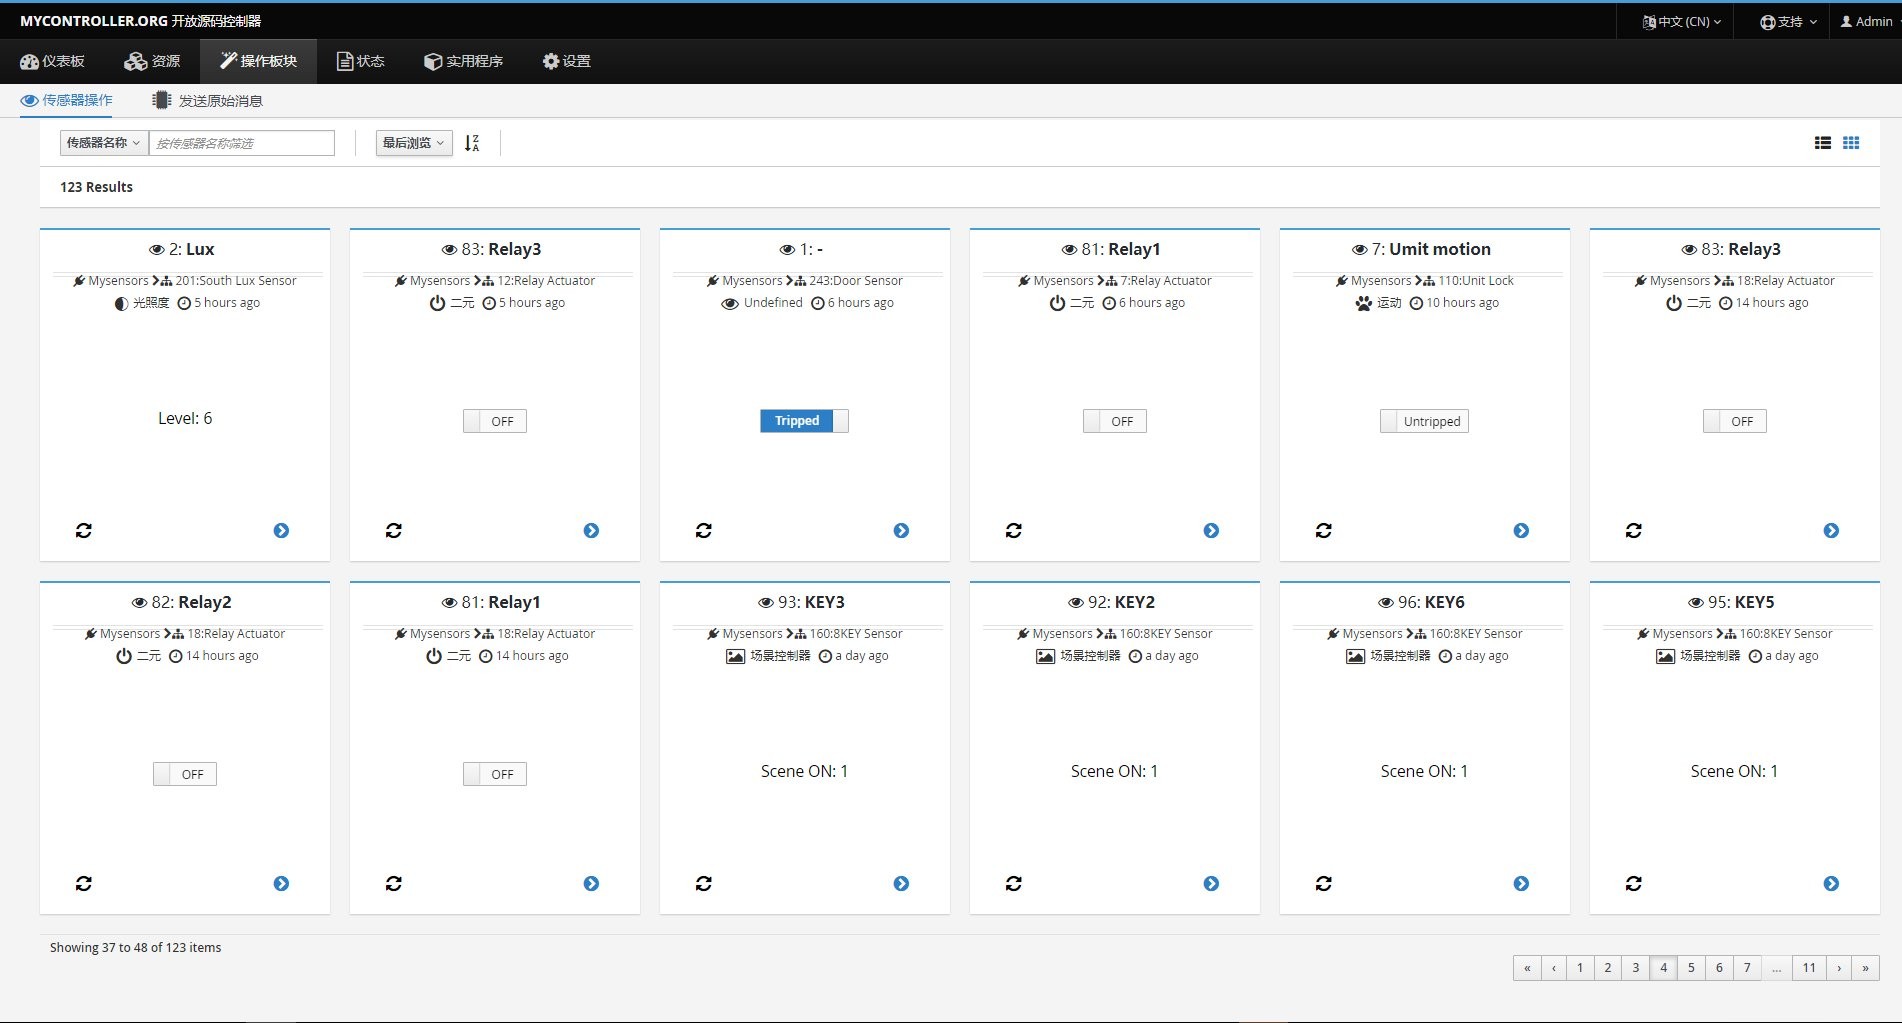 MYCONTROLLER.ORG 开放源码控制器
中文 (CN)
支持
Admin
仪表板
资源
操作板块
状态
实用程序
设置
传感器操作
发送原始消息
传感器名称
按传感器名称筛选
最后浏览
123 Results
2: Lux
Mysensors 201:South Lux Sensor
光照度 5 hours ago
Level: 6
83: Relay3
Mysensors 12:Relay Actuator
二元 5 hours ago
OFF
1: -
Mysensors 243:Door Sensor
Undefined 6 hours ago
Tripped
81: Relay1
Mysensors 7:Relay Actuator
二元 6 hours ago
OFF
7: Umit motion
Mysensors 110:Unit Lock
运动 10 hours ago
Untripped
83: Relay3
Mysensors 18:Relay Actuator
二元 14 hours ago
OFF
82: Relay2
Mysensors 18:Relay Actuator
二元 14 hours ago
OFF
81: Relay1
Mysensors 18:Relay Actuator
二元 14 hours ago
OFF
93: KEY3
Mysensors 160:8KEY Sensor
场景控制器 a day ago
Scene ON: 1
92: KEY2
Mysensors 160:8KEY Sensor
场景控制器 a day ago
Scene ON: 1
96: KEY6
Mysensors 160:8KEY Sensor
场景控制器 a day ago
Scene ON: 1
95: KEY5
Mysensors 160:8KEY Sensor
场景控制器 a day ago
Scene ON: 1
Showing 37 to 48 of 123 items
« ‹ 1 2 3 4 5 6 7 ... 11 › »